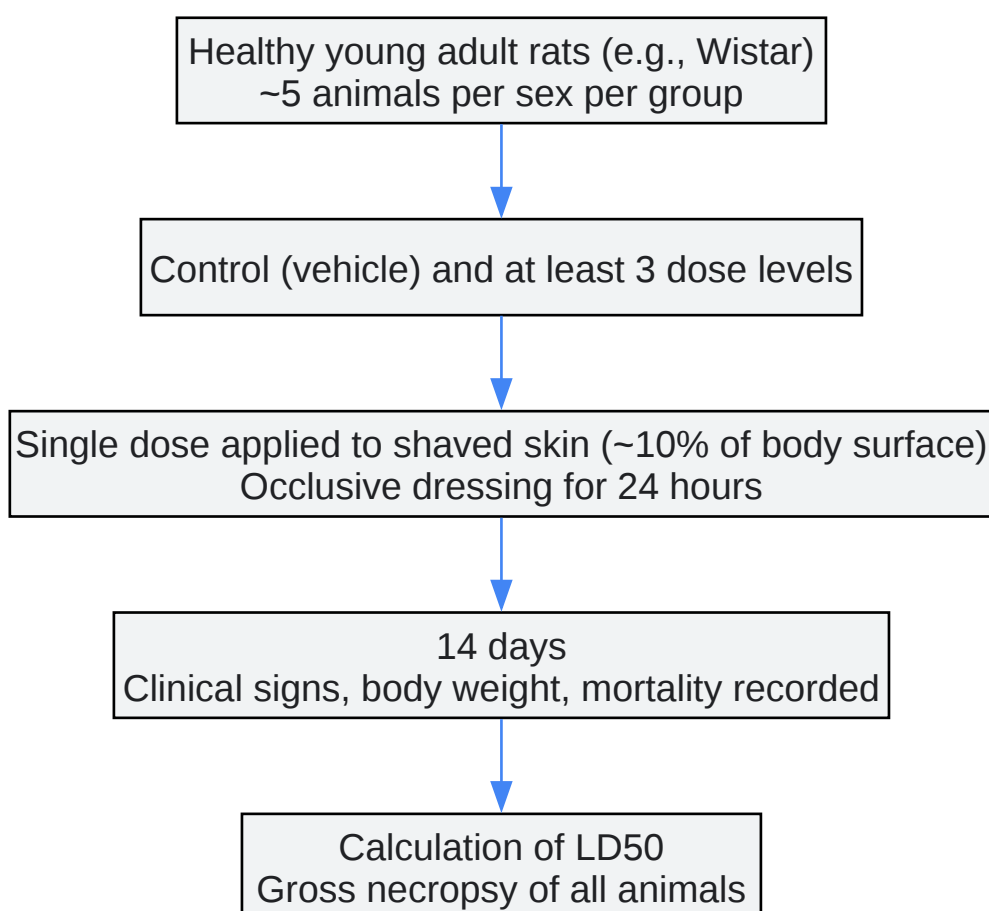 Healthy young adult rats (e.g., Wistar)
~5 animals per sex per group
Control (vehicle) and at least 3 dose levels
Single dose applied to shaved skin (~10% of body surface)
Occlusive dressing for 24 hours
14 days
Clinical signs, body weight, mortality recorded
Calculation of LD50
Gross necropsy of all animals